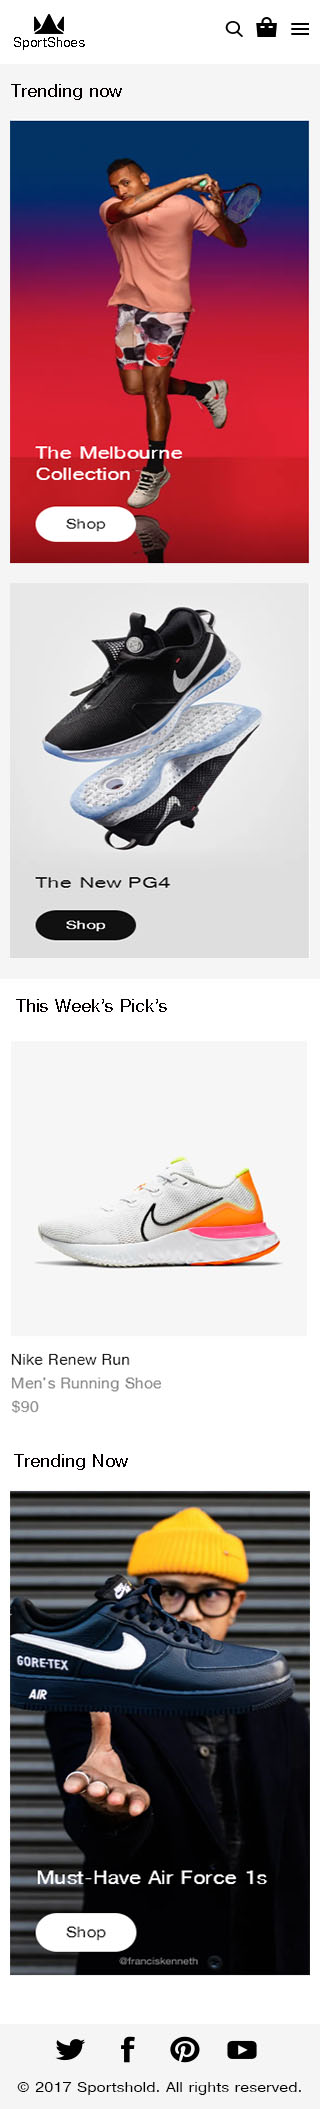 SportShoes
Trending now
The Melbourne
Collection
Shop
The New PG4
Shop
This Week's Pick's
Nike Renew Run
Men's Running Shoe
$90
Trending Now
GORE-TEX
AIR
Must-Have Air Force 1s
Shop
@franciskenneth
© 2017 Sportshold. All rights reserved.